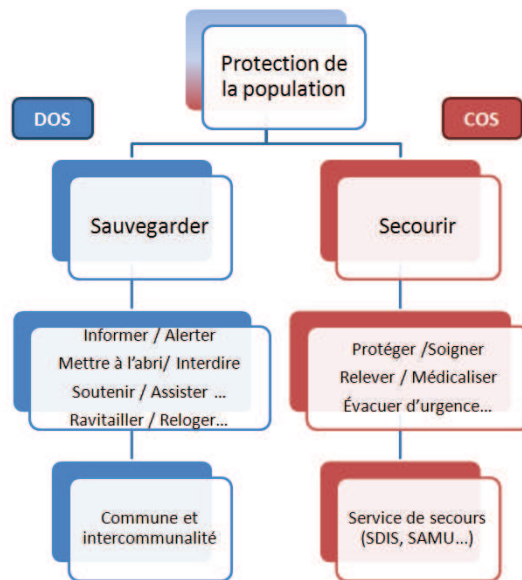 Protection de
la population
DOS
COS
Sauvegarder
Secourir
Informer / Alerter
Mettre à l'abri/ Interdire
Soutenir / Assister ...
Ravitailler / Reloger...
Protéger /Soigner
Relever / Médicaliser
Évacuer d'urgence...
Commune et
intercommunalité
Service de secours
(SDIS, SAMU...)